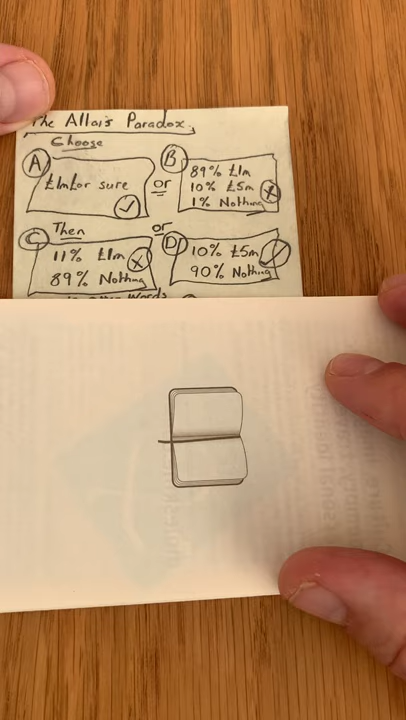 The Allais Paradox.
Choose
A £1m for sure or B 89% £1m
10% £5m
1% Nothing
Then or
C 11% £1m
89% Nothing
D 10% £5m
90% Nothing